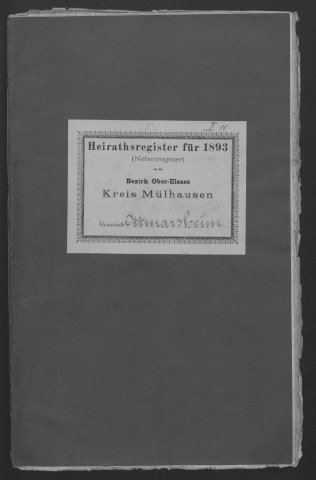 Heirathsregister für 1893
(Nebenregister)
Bezirk Ober-Elsass
Kreis Mülhausen
Gemeinde Ottmarsheim